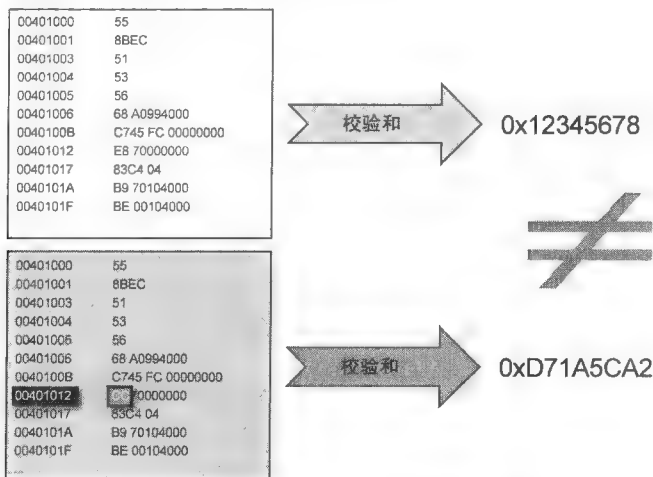 00401000 55
00401001 8BEC
00401003 51
00401004 53
00401005 56
00401006 68 A0994000
0040100B C745 FC 00000000
00401012 E8 70000000
00401017 83C4 04
0040101A B9 70104000
0040101F BE 00104000
校验和
0x12345678
≠
00401000 55
00401001 8BEC
00401003 51
00401004 53
00401005 56
00401006 68 A0994000
0040100B C745 FC 00000000
00401012 CC 70000000
00401017 83C4 04
0040101A B9 70104000
0040101F BE 00104000
校验和
0xD71A5CA2